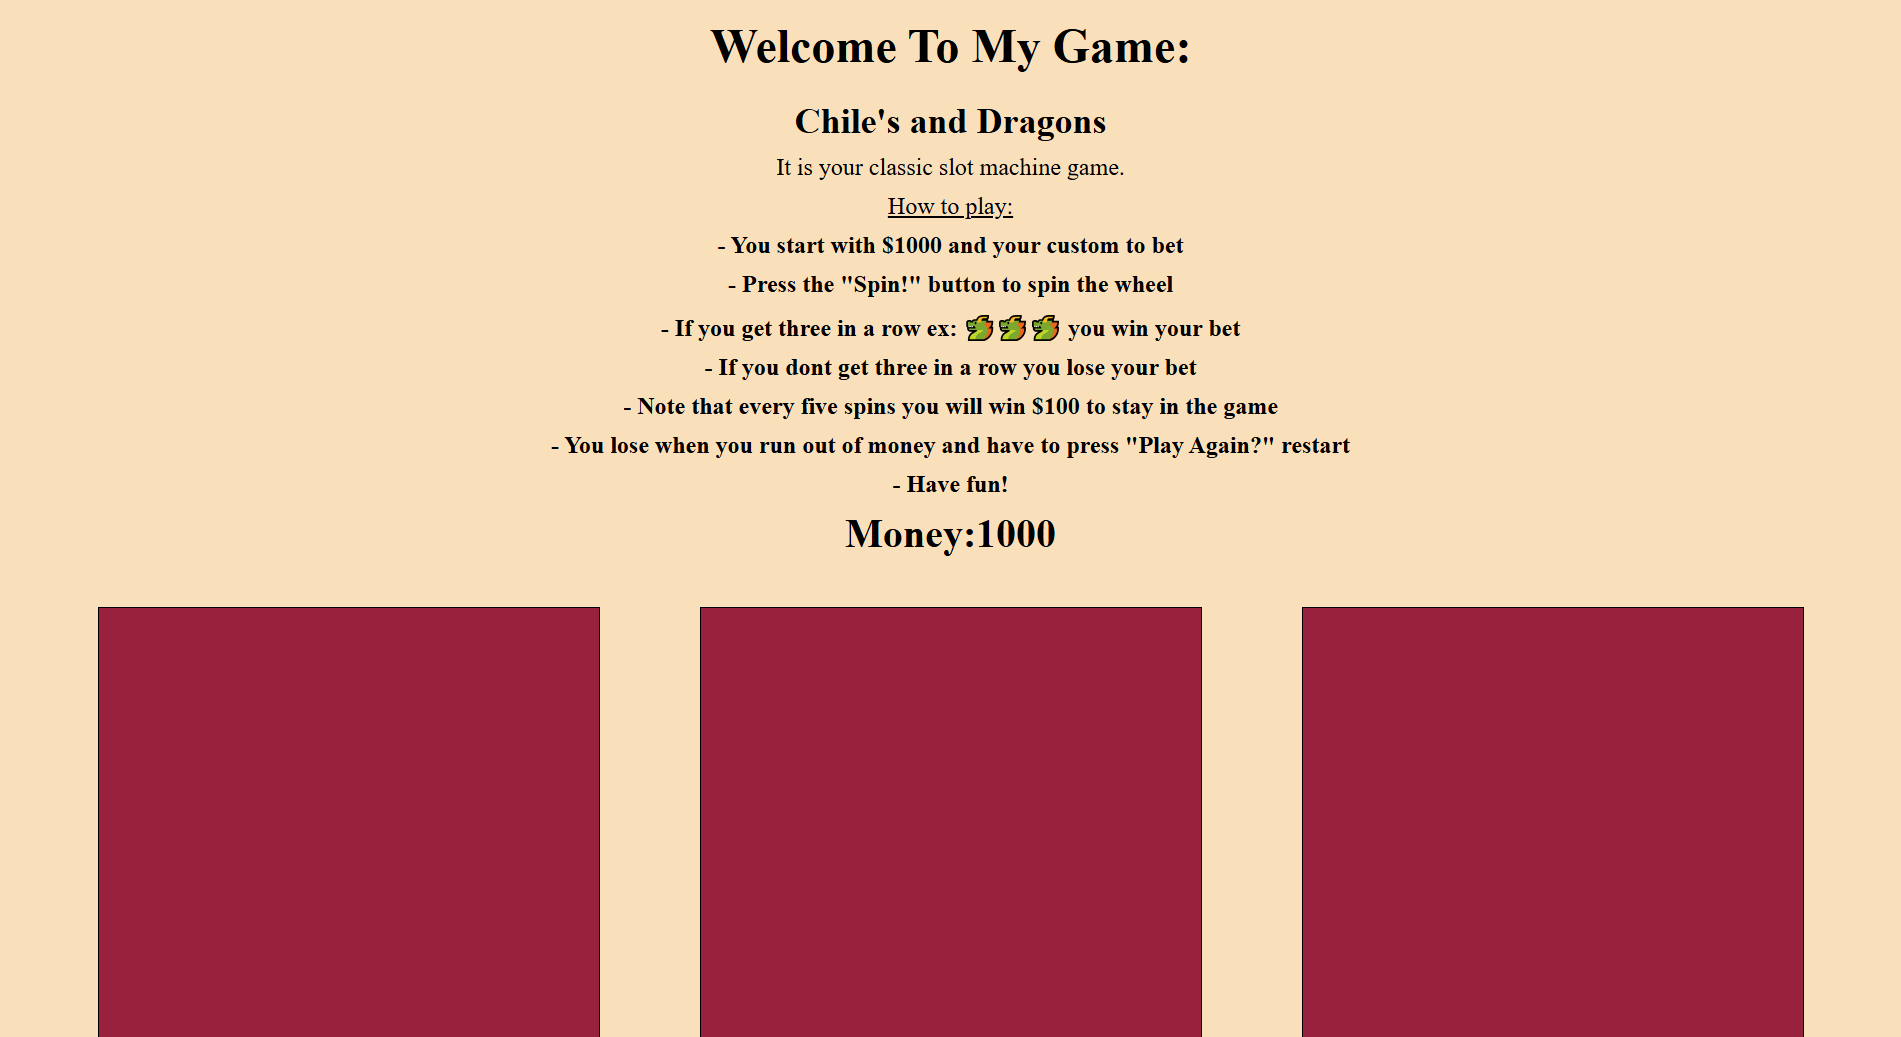 Welcome To My Game:
Chile's and Dragons
It is your classic slot machine game.
How to play:
- You start with $1000 and your custom to bet
- Press the "Spin!" button to spin the wheel
- If you get three in a row ex: 🐲🐲🐲 you win your bet
- If you dont get three in a row you lose your bet
- Note that every five spins you will win $100 to stay in the game
- You lose when you run out of money and have to press "Play Again?" restart
- Have fun!
Money:1000